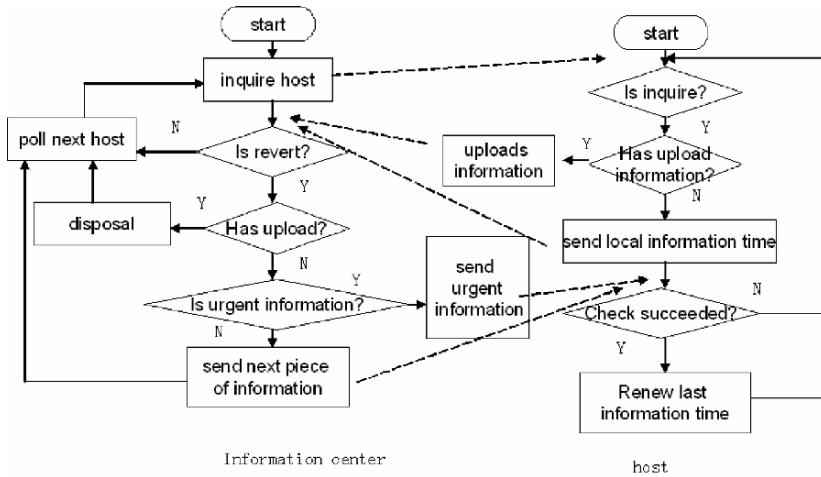 start
inquire host
N
poll next host
Is revert?
Y
Y
disposal
Has upload?
N
Y
Is urgent information?
N
send next piece
of information
send
urgent
information
uploads
information
Information center
start
Is inquire?
Y
Y
Has upload
information?
N
send local information time
N
Check succeeded?
Y
Renew last
information time
host